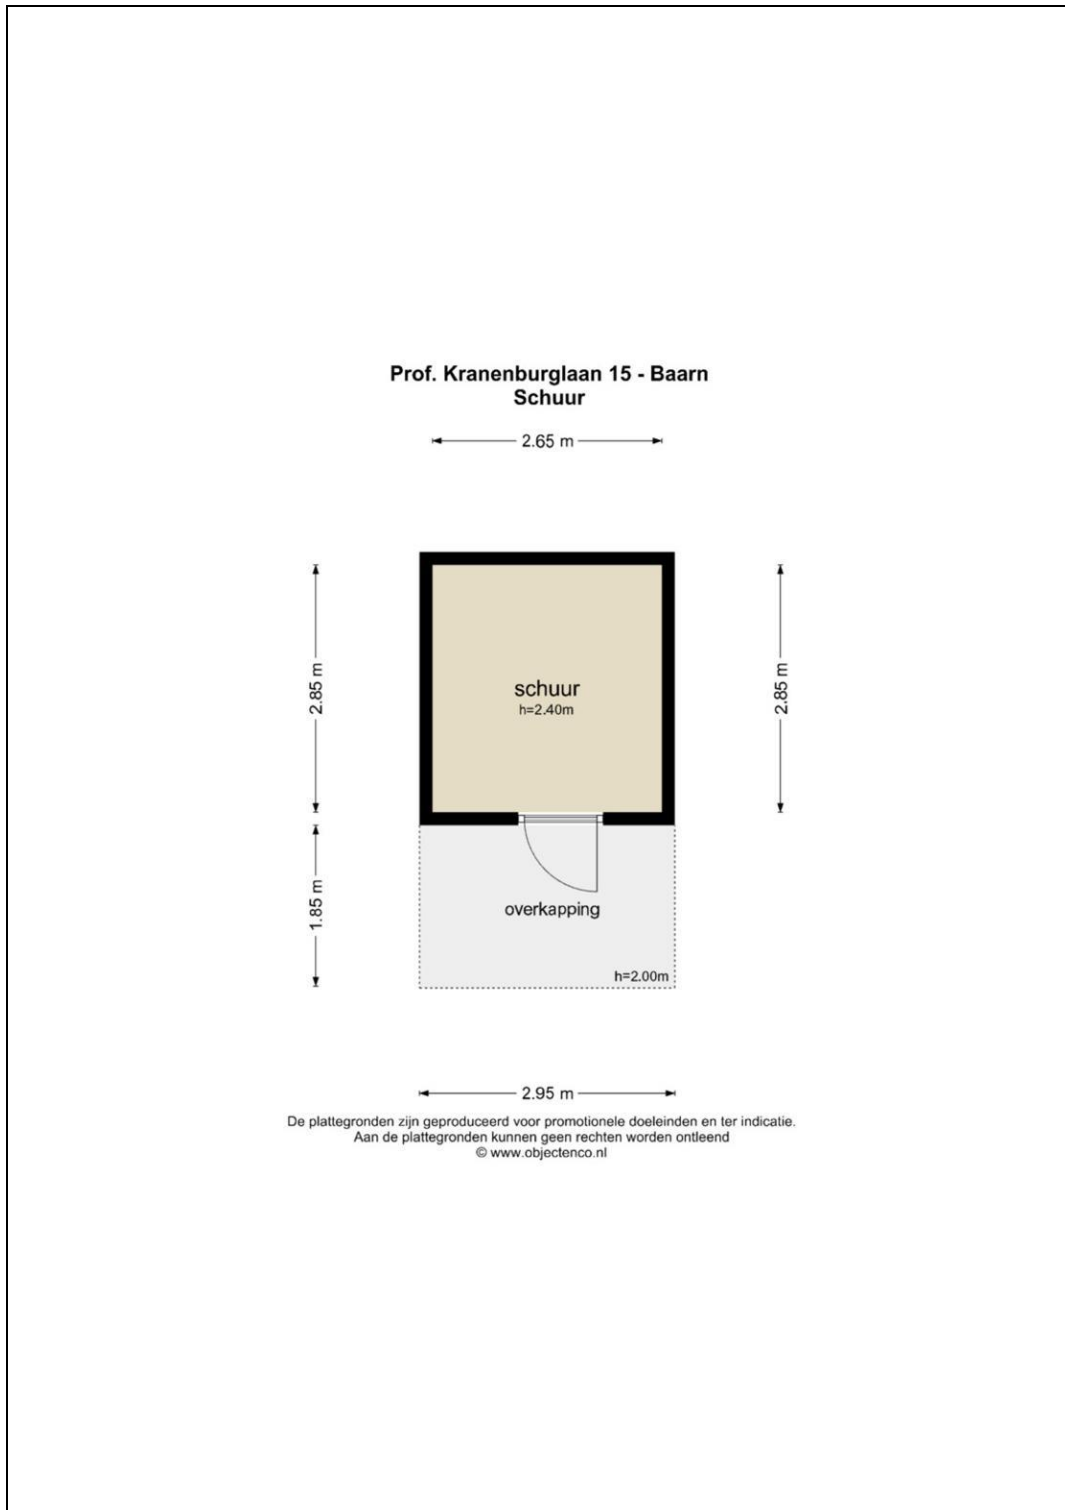 Prof. Kranenburglaan 15 - Baarn
Schuur
2.65 m
2.85 m
2.85 m
schuur
h=2.40m
1.85 m
overkapping
h=2.00m
2.95 m
De plattegronden zijn geproduceerd voor promotionele doeleinden en ter indicatie.
Aan de plattegronden kunnen geen rechten worden ontleend
© www.objectenco.nl